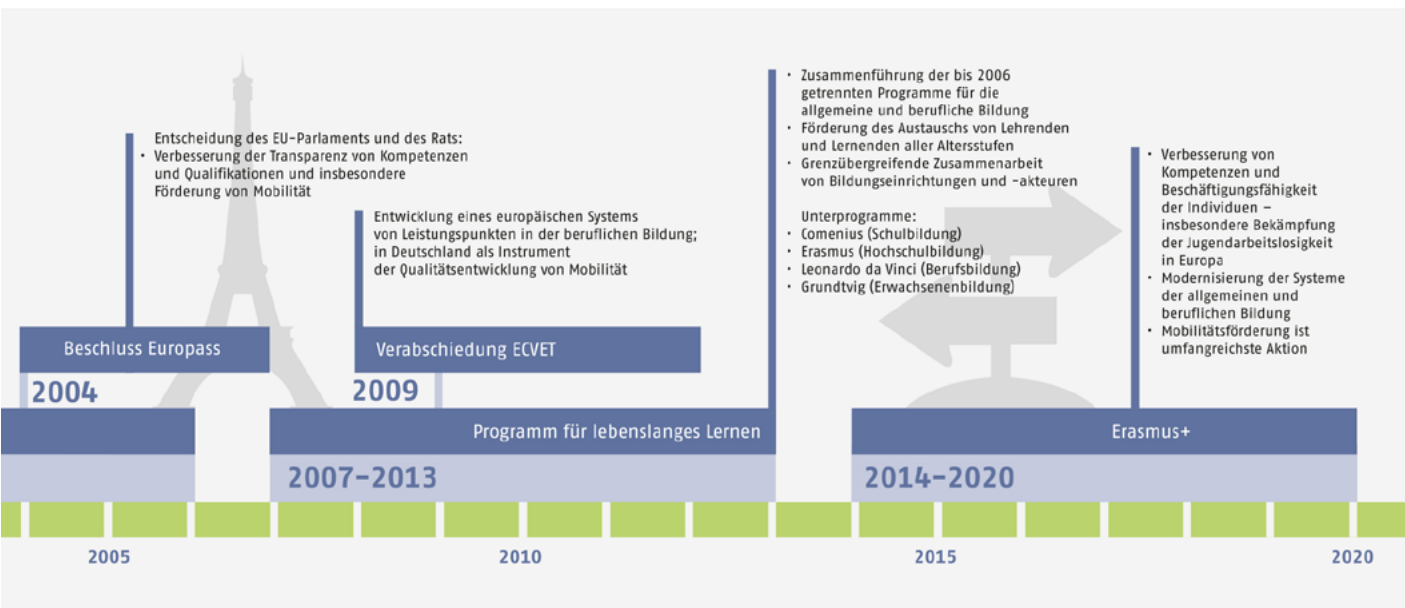 Entscheidung des EU-Parlaments und des Rats:
· Verbesserung der Transparenz von Kompetenzen
und Qualifikationen und insbesondere
Förderung von Mobilität
Beschluss Europass
2004
Entwicklung eines europäischen Systems
von Leistungspunkten in der beruflichen Bildung;
in Deutschland als Instrument
der Qualitätsentwicklung von Mobilität
Verabschiedung ECVET
2009
· Zusammenführung der bis 2006
getrennten Programme für die
allgemeine und berufliche Bildung
· Förderung des Austauschs von Lehrenden
und Lernenden aller Altersstufen
· Grenzübergreifende Zusammenarbeit
von Bildungseinrichtungen und -akteuren
Unterprogramme:
· Comenius (Schulbildung)
· Erasmus (Hochschulbildung)
· Leonardo da Vinci (Berufsbildung)
· Grundtvig (Erwachsenenbildung)
Programm für lebenslanges Lernen
2007–2013
· Verbesserung von
Kompetenzen und
Beschäftigungsfähigkeit
der Individuen –
insbesondere Bekämpfung
der Jugendarbeitslosigkeit
in Europa
· Modernisierung der Systeme
der allgemeinen und
beruflichen Bildung
· Mobilitätsförderung ist
umfangreichste Aktion
Erasmus+
2014–2020
2005
2010
2015
2020